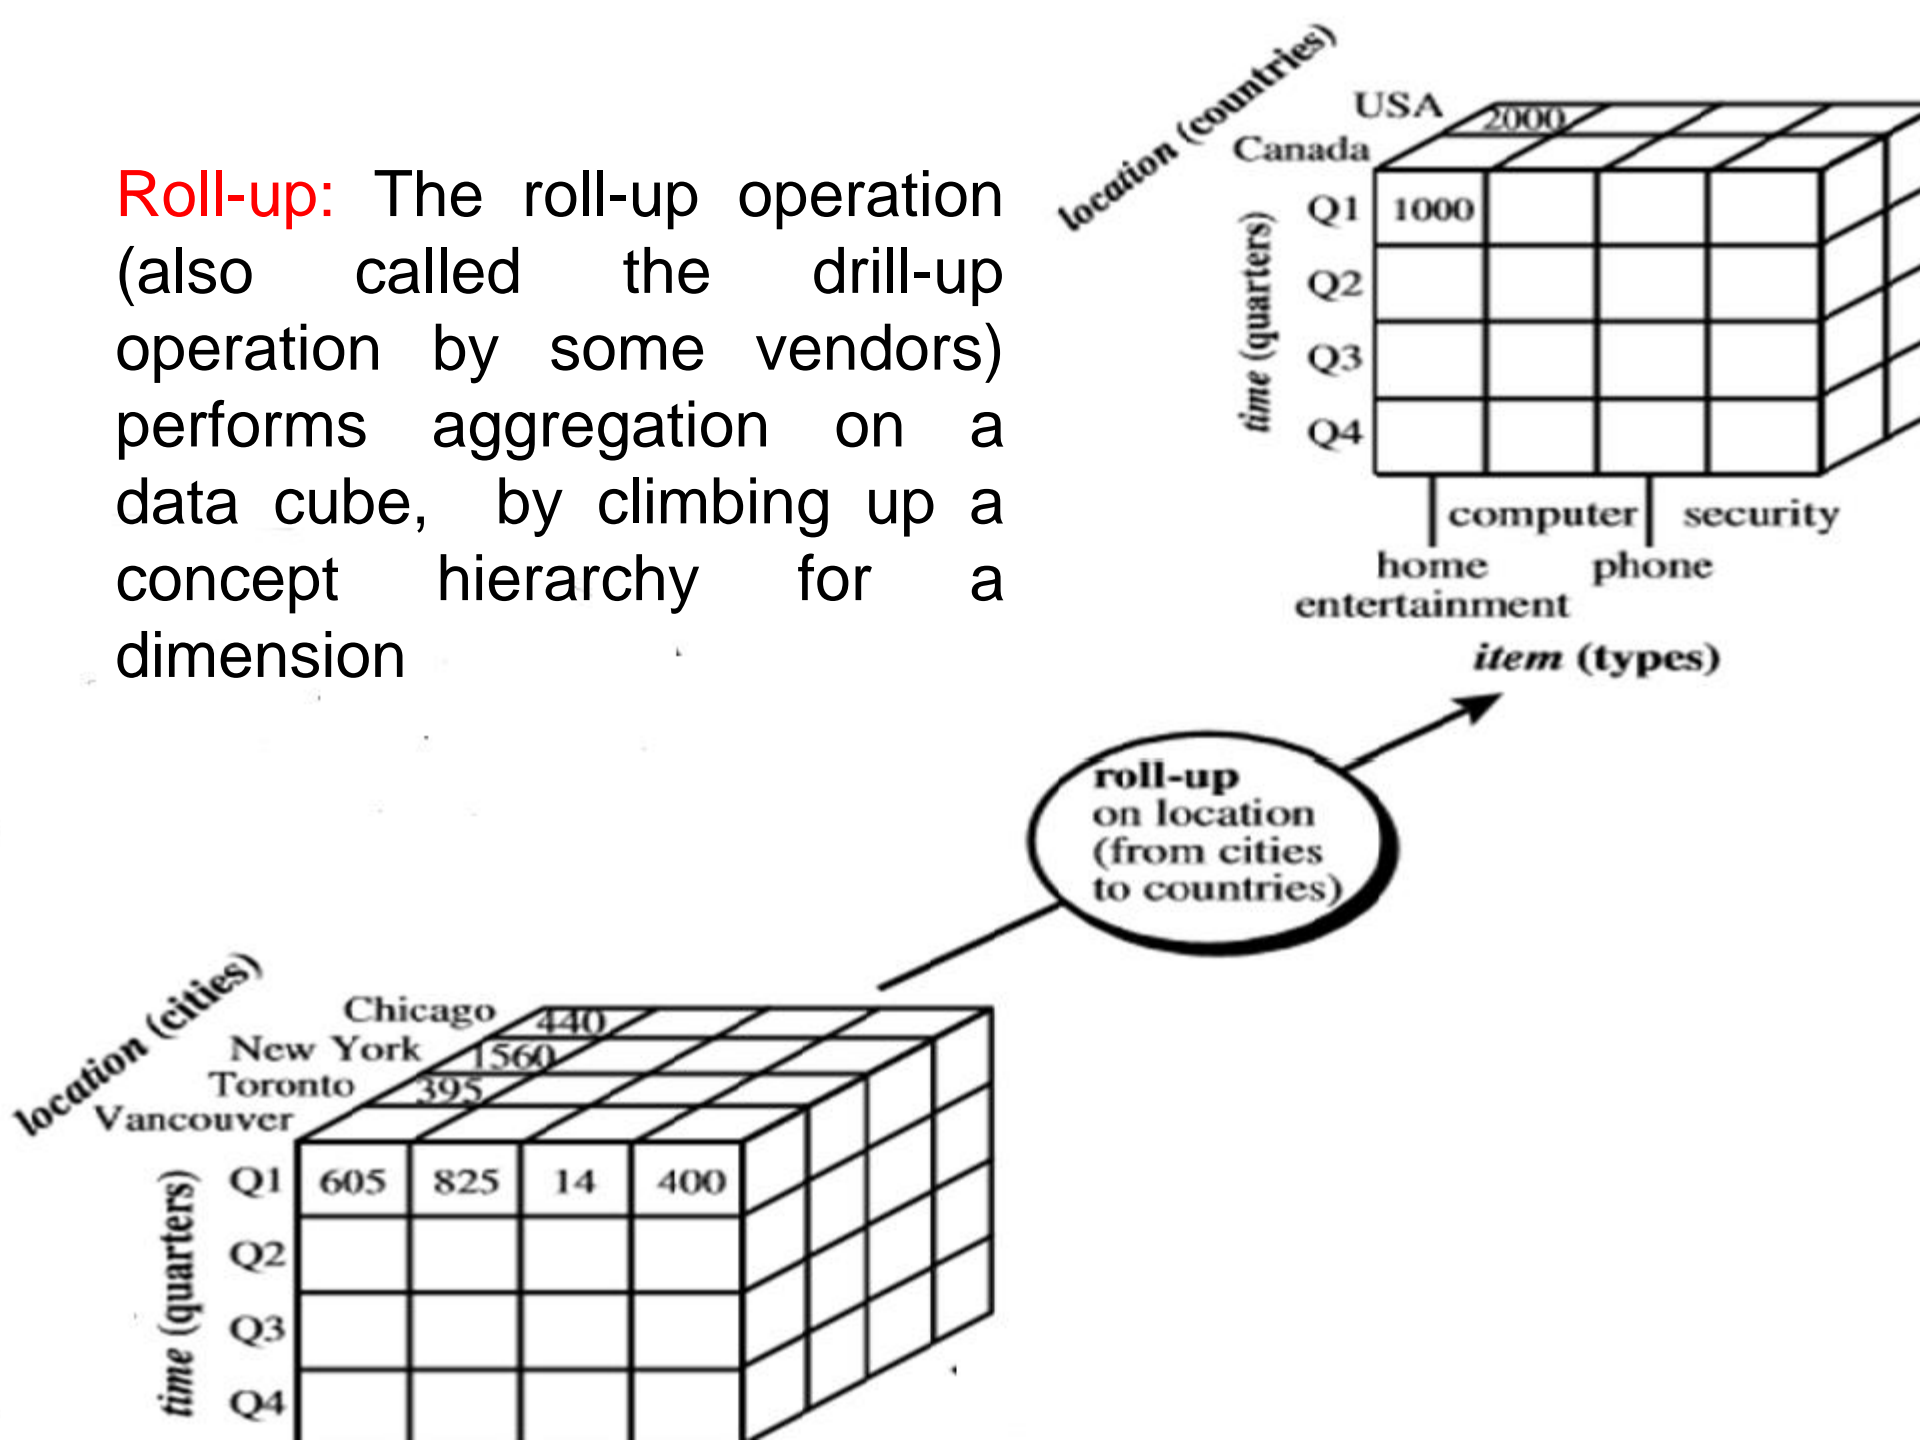 Roll-up: The roll-up operation
(also called the drill-up
operation by some vendors)
performs aggregation on a
data cube, by climbing up a
concept hierarchy for a
dimension
location (countries)
USA
2000
Canada
time (quarters)
Q1 1000
Q2
Q3
Q4
computer security
home phone
entertainment
item (types)
roll-up
on location
(from cities
to countries)
location (cities)
Chicago 440
New York 1560
Toronto 395
Vancouver
time (quarters)
Q1 605 825 14 400
Q2
Q3
Q4